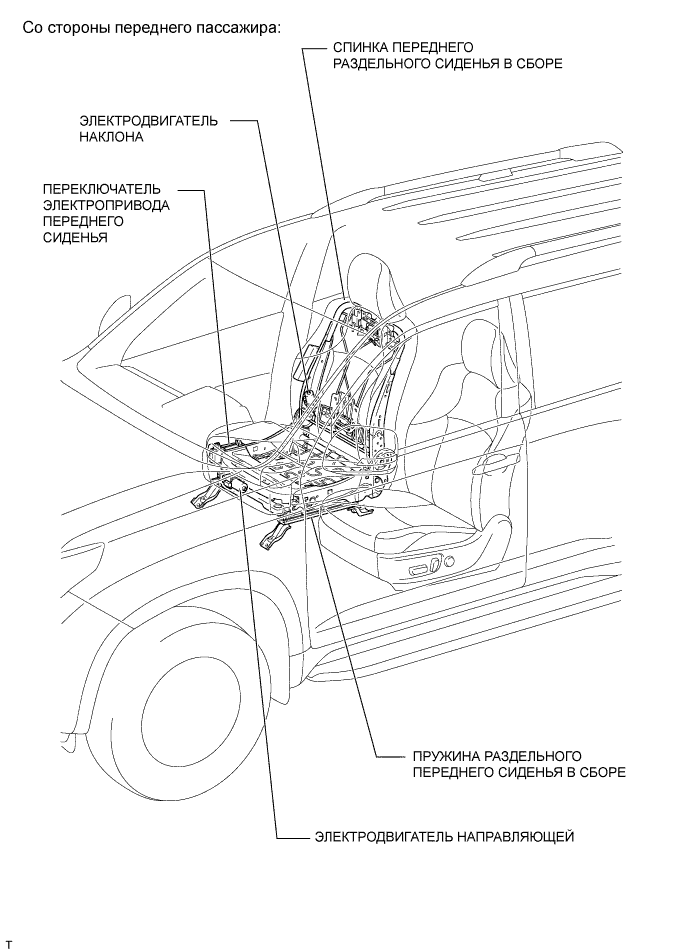 Со стороны переднего пассажира:
СПИНКА ПЕРЕДНЕГО
РАЗДЕЛЬНОГО СИДЕНЬЯ В СБОРЕ
ЭЛЕКТРОДВИГАТЕЛЬ
НАКЛОНА
ПЕРЕКЛЮЧАТЕЛЬ
ЭЛЕКТРОПРИВОДА
ПЕРЕДНЕГО
СИДЕНЬЯ
ПРУЖИНА РАЗДЕЛЬНОГО
ПЕРЕДНЕГО СИДЕНЬЯ В СБОРЕ
ЭЛЕКТРОДВИГАТЕЛЬ НАПРАВЛЯЮЩЕЙ
T